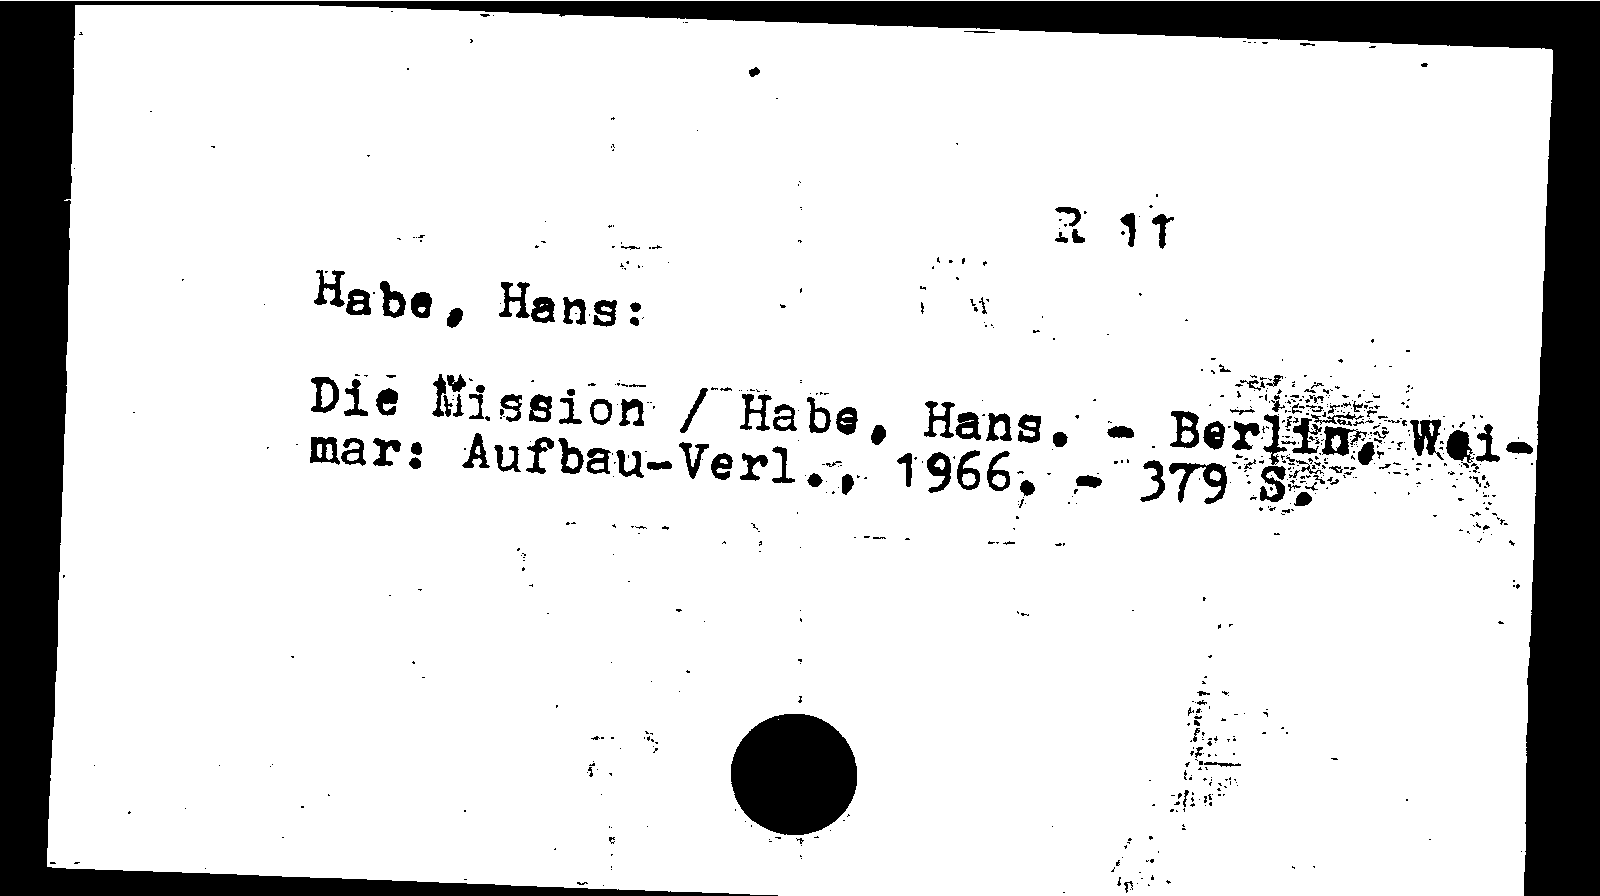 R 11
Habe, Hans:
Die Mission / Habe, Hans. - Berlin, Wei-
mar: Aufbau-Verl., 1966. - 379 S.